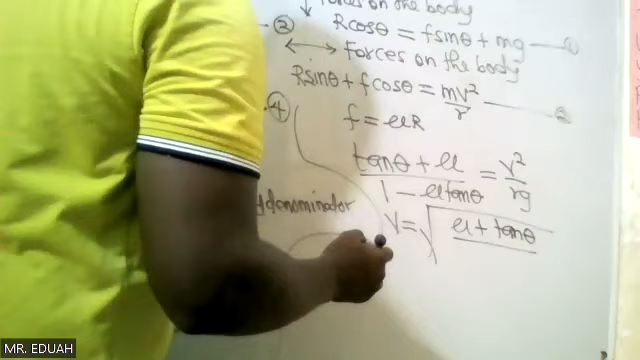 Forces on the body
② Rcosθ = fsinθ + mg — ①
↔ Forces on the body
Rsinθ + fcosθ = mv²/r — ②
④ f = μR
(tanθ + μ)/(1 - μtanθ) = v²/rg
denominator
v = √(μ + tanθ)
MR. EDUAH